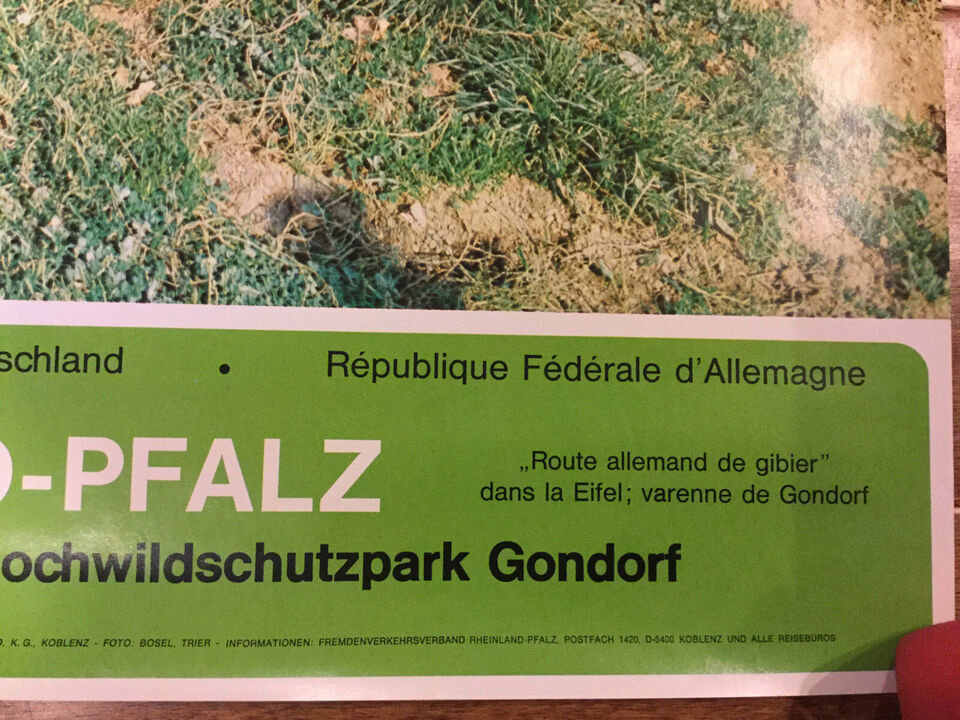 schland • République Fédérale d'Allemagne
D-PFALZ
„Route allemand de gibier”
dans la Eifel; varenne de Gondorf
ochwildschutzpark Gondorf
K. G., KOBLENZ - FOTO: BOSEL, TRIER - INFORMATIONEN: FREMDENVERKEHRSVERBAND RHEINLAND-PFALZ, POSTFACH 1420, D-5400 KOBLENZ UND ALLE REISEBÜROS